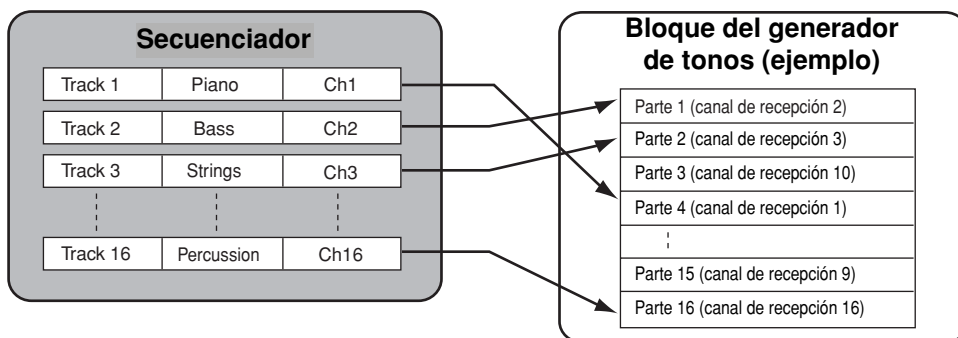 Secuenciador
Track 1 Piano Ch1
Track 2 Bass Ch2
Track 3 Strings Ch3
Track 16 Percussion Ch16
Bloque del generador
de tonos (ejemplo)
Parte 1 (canal de recepción 2)
Parte 2 (canal de recepción 3)
Parte 3 (canal de recepción 10)
Parte 4 (canal de recepción 1)
Parte 15 (canal de recepción 9)
Parte 16 (canal de recepción 16)